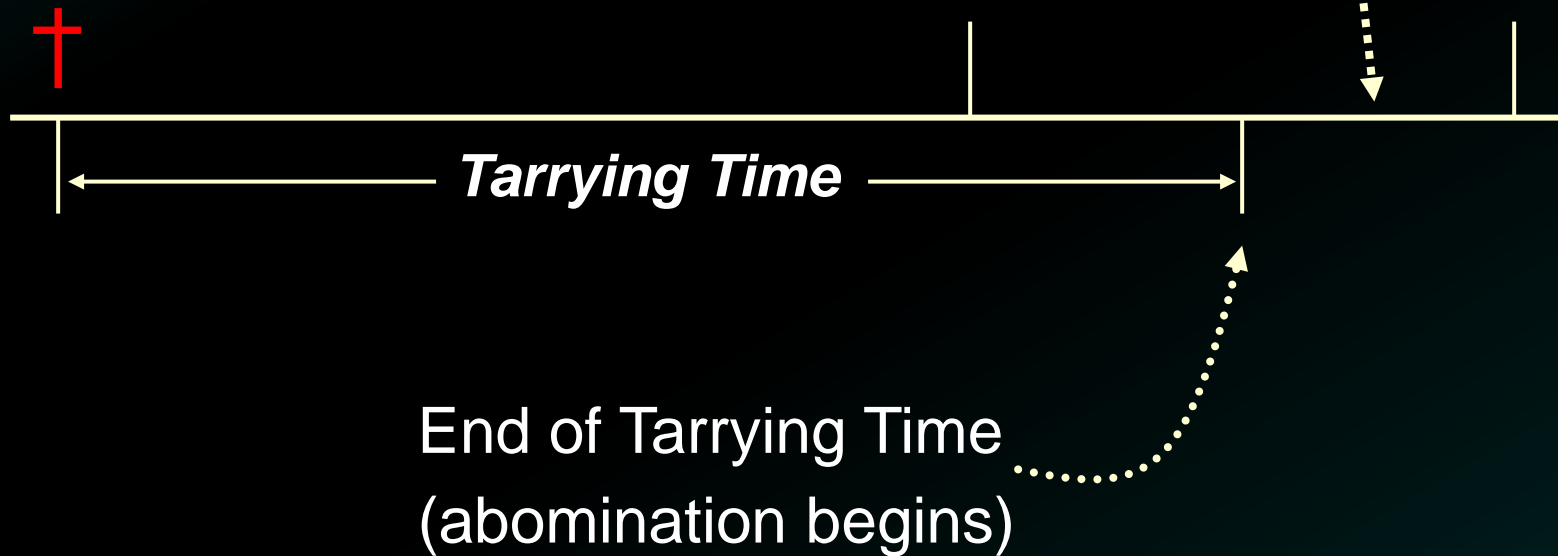 Tarrying Time
End of Tarrying Time
(abomination begins)